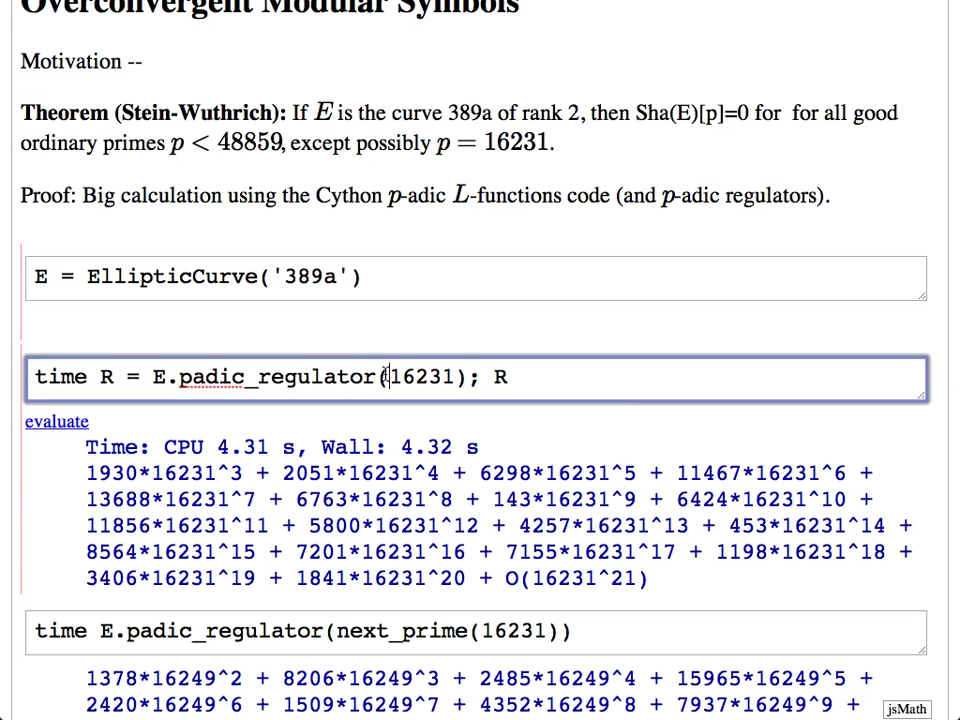 Overconvergent Modular Symbols
Motivation --
Theorem (Stein-Wuthrich): If E is the curve 389a of rank 2, then Sha(E)[p]=0 for for all good
ordinary primes p < 48859, except possibly p = 16231.
Proof: Big calculation using the Cython p-adic L-functions code (and p-adic regulators).
E = EllipticCurve('389a')
time R = E.padic_regulator(16231); R
evaluate
Time: CPU 4.31 s, Wall: 4.32 s
1930*16231^3 + 2051*16231^4 + 6298*16231^5 + 11467*16231^6 +
13688*16231^7 + 6763*16231^8 + 143*16231^9 + 6424*16231^10 +
11856*16231^11 + 5800*16231^12 + 4257*16231^13 + 453*16231^14 +
8564*16231^15 + 7201*16231^16 + 7155*16231^17 + 1198*16231^18 +
3406*16231^19 + 1841*16231^20 + O(16231^21)
time E.padic_regulator(next_prime(16231))
1378*16249^2 + 8206*16249^3 + 2485*16249^4 + 15965*16249^5 +
2420*16249^6 + 1509*16249^7 + 4352*16249^8 + 7937*16249^9 +
jsMath